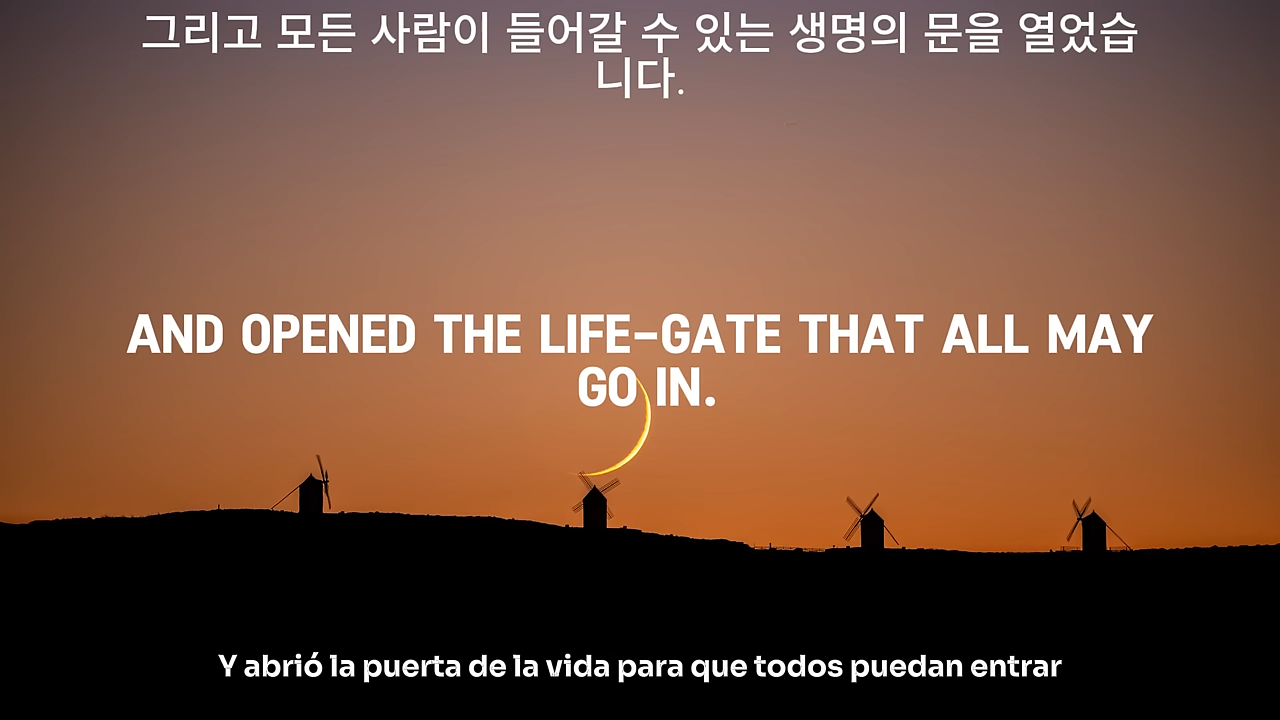 그리고 모든 사람이 들어갈 수 있는 생명의 문을 열었습
니다.
AND OPENED THE LIFE-GATE THAT ALL MAY
GO IN.
Y abrió la puerta de la vida para que todos puedan entrar